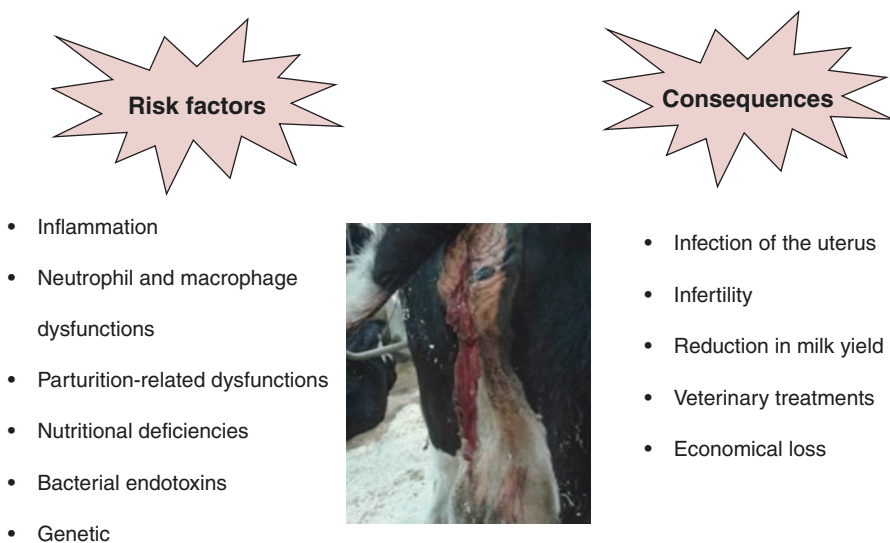 Risk factors
• Inflammation
• Neutrophil and macrophage
dysfunctions
• Parturition-related dysfunctions
• Nutritional deficiencies
• Bacterial endotoxins
• Genetic
Consequences
• Infection of the uterus
• Infertility
• Reduction in milk yield
• Veterinary treatments
• Economical loss